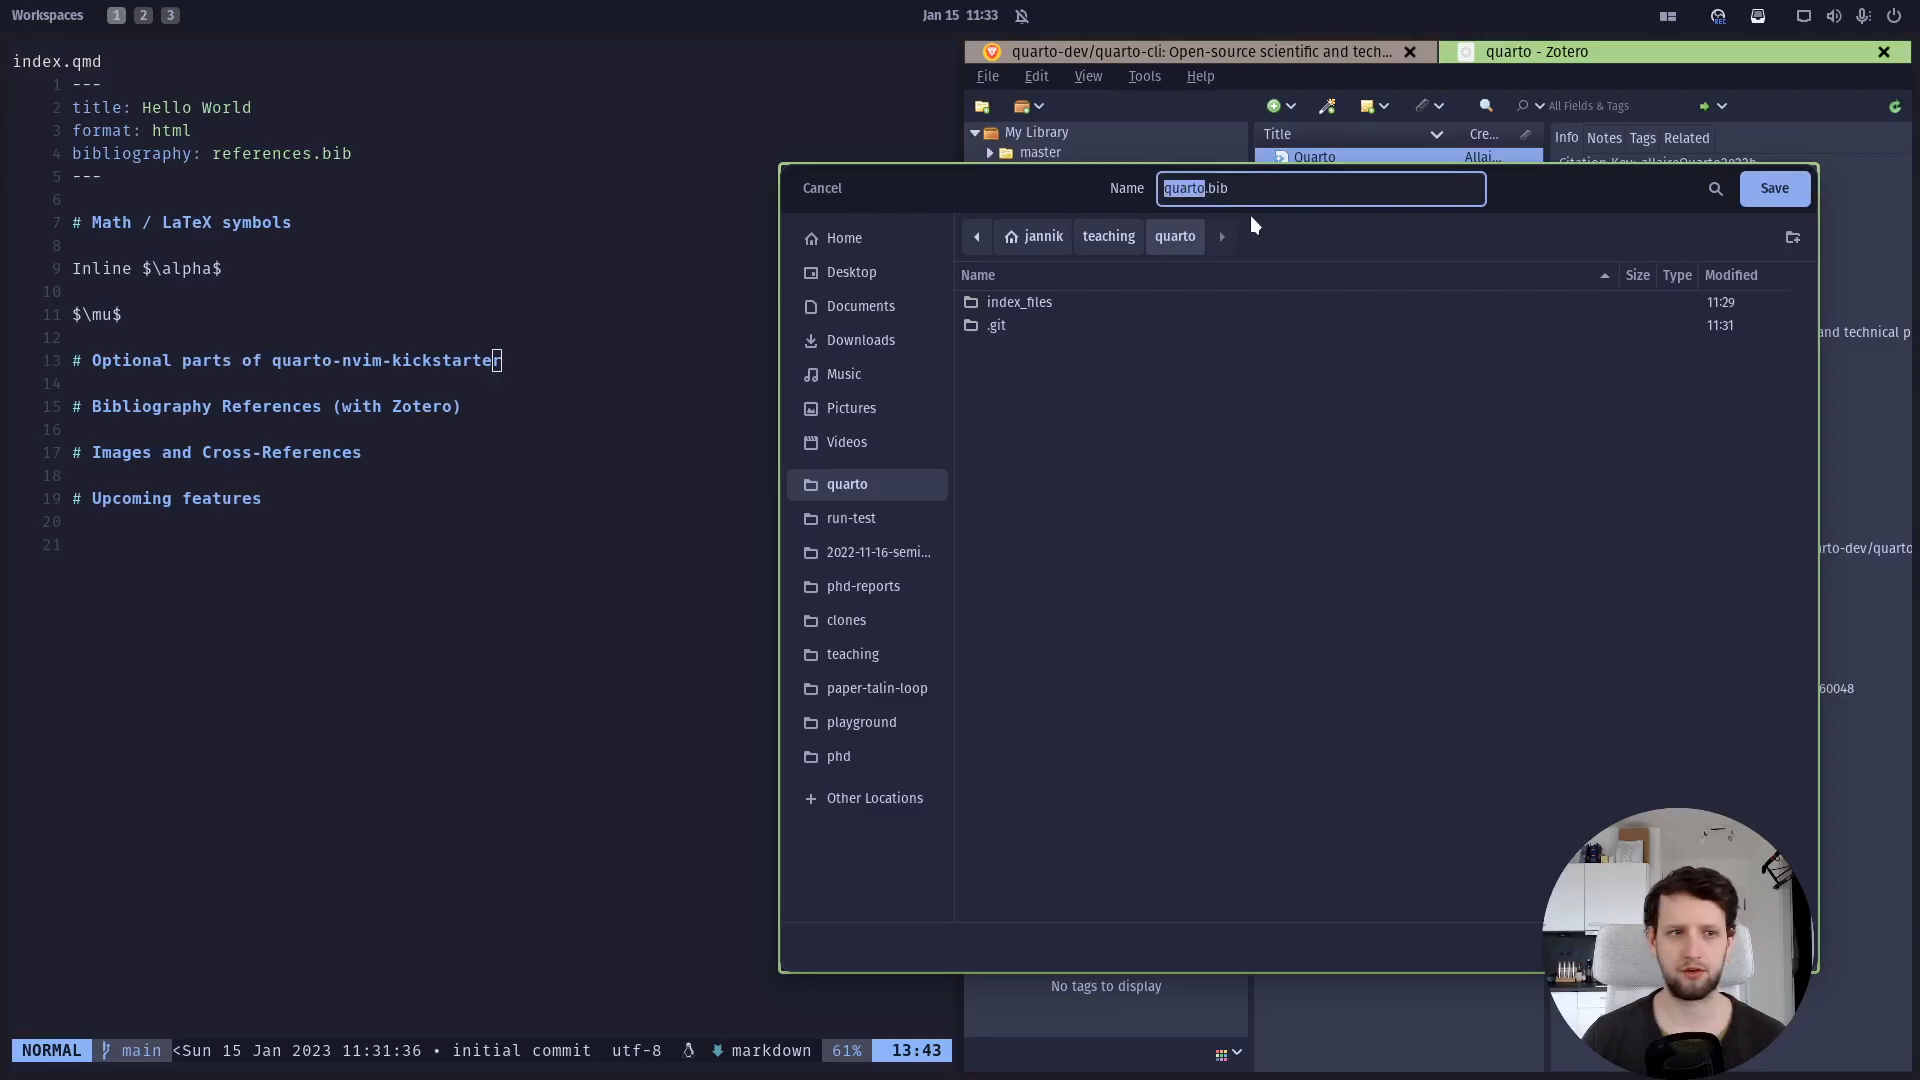 Workspaces 1 2 3
Jan 15 11:33
REC
index.qmd
1 ---
2 title: Hello World
3 format: html
4 bibliography: references.bib
5 ---
6
7 # Math / LaTeX symbols
8
9 Inline $\alpha$
10
11 $\mu$
12
13 # Optional parts of quarto-nvim-kickstarter
14
15 # Bibliography References (with Zotero)
16
17 # Images and Cross-References
18
19 # Upcoming features
20
21
NORMAL main <Sun 15 Jan 2023 11:31:36 • initial commit utf-8 markdown 61% 13:43
quarto-dev/quarto-cli: Open-source scientific and tech...
quarto - Zotero
File Edit View Tools Help
All Fields & Tags
My Library
master
Title Cre...
Quarto Allai...
Info Notes Tags Related
Citation Key: allaireQuarto2022b
Cancel
Name quarto.bib
Save
jannik teaching quarto
Home
Desktop
Documents
Downloads
Music
Pictures
Videos
quarto
run-test
2022-11-16-semi...
phd-reports
clones
teaching
paper-talin-loop
playground
phd
Other Locations
Name Size Type Modified
index_files 11:29
.git 11:31
and technical p
rto-dev/quarto
60048
No tags to display